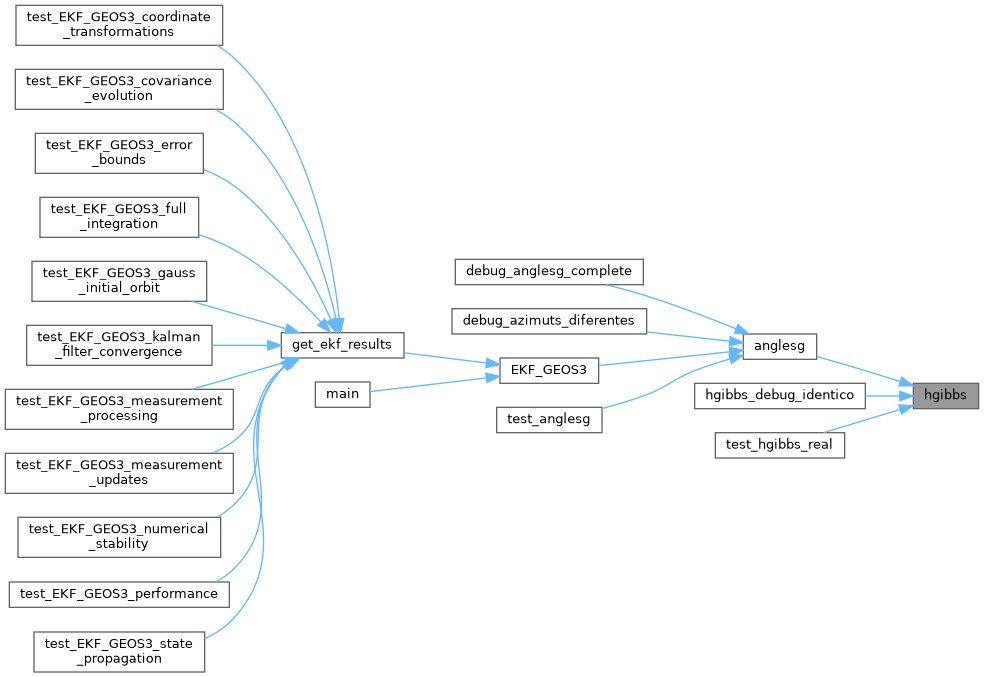 test_EKF_GEOS3_coordinate
_transformations
test_EKF_GEOS3_covariance
_evolution
test_EKF_GEOS3_error
_bounds
test_EKF_GEOS3_full
_integration
test_EKF_GEOS3_gauss
_initial_orbit
test_EKF_GEOS3_kalman
_filter_convergence
test_EKF_GEOS3_measurement
_processing
test_EKF_GEOS3_measurement
_updates
test_EKF_GEOS3_numerical
_stability
test_EKF_GEOS3_performance
test_EKF_GEOS3_state
_propagation
get_ekf_results
main
debug_anglesg_complete
debug_azimuts_diferentes
EKF_GEOS3
test_anglesg
anglesg
hgibbs_debug_identico
test_hgibbs_real
hgibbs